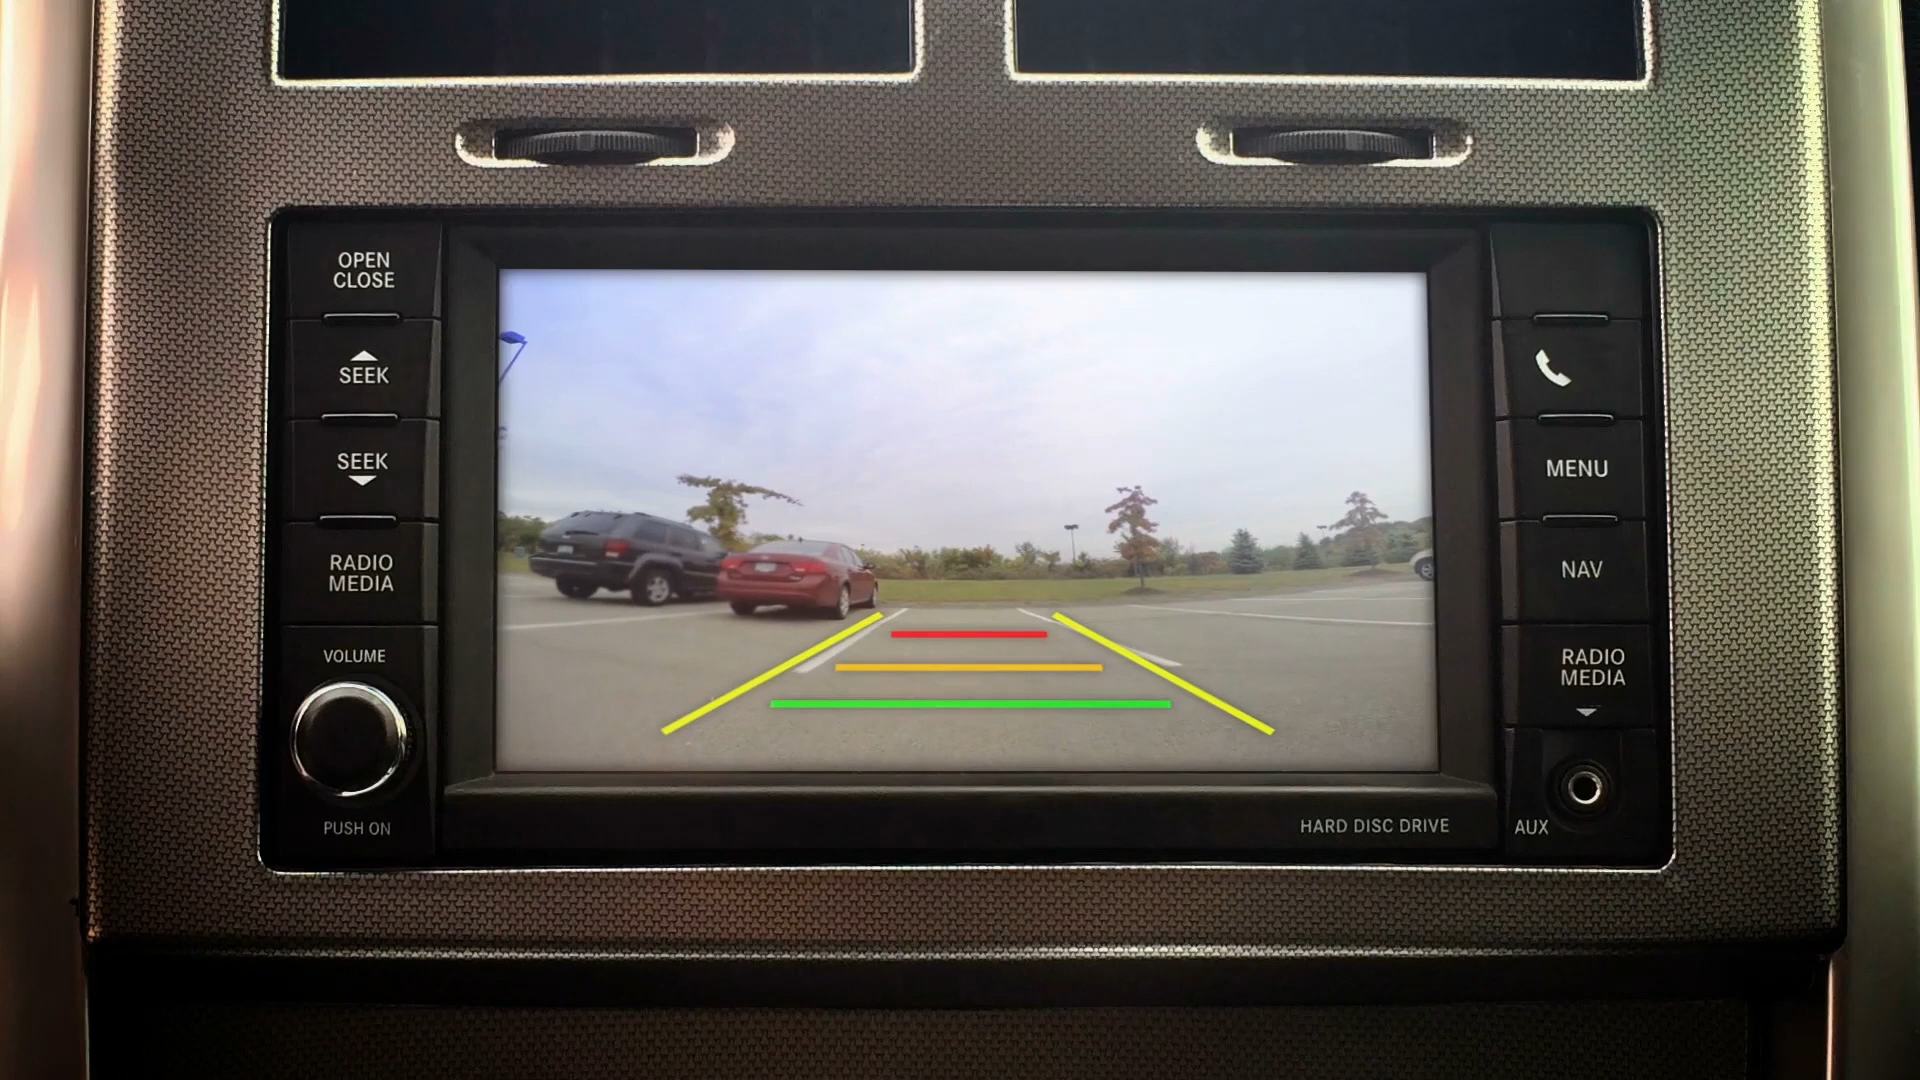 OPEN
CLOSE
SEEK
SEEK
RADIO
MEDIA
VOLUME
PUSH ON
MENU
NAV
RADIO
MEDIA
HARD DISC DRIVE
AUX